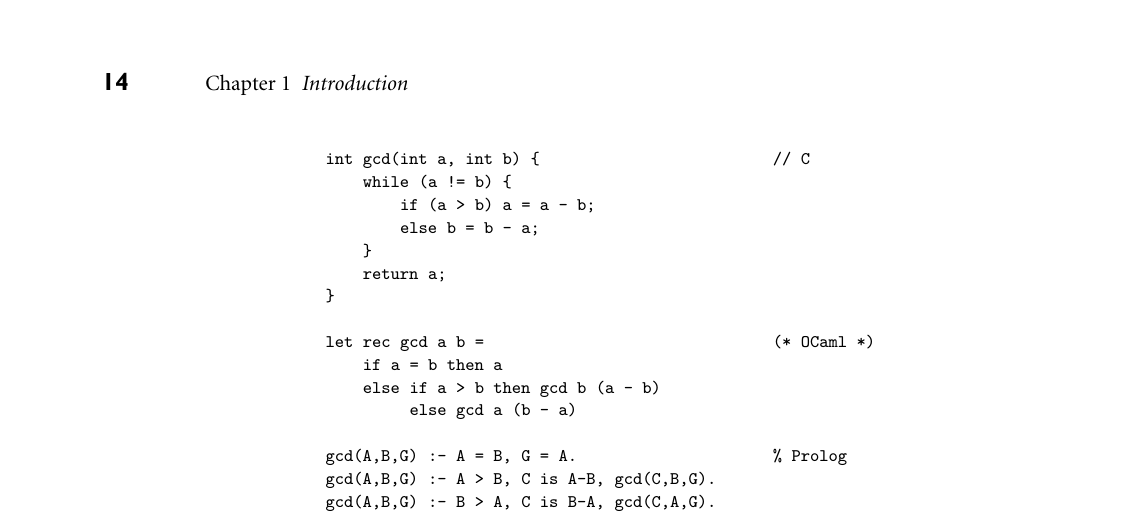 14 Chapter 1 Introduction
int gcd(int a, int b) { // C
    while (a != b) {
        if (a > b) a = a - b;
        else b = b - a;
    }
    return a;
}
let rec gcd a b = (* OCaml *)
    if a = b then a
    else if a > b then gcd b (a - b)
         else gcd a (b - a)
gcd(A,B,G) :- A = B, G = A. % Prolog
gcd(A,B,G) :- A > B, C is A-B, gcd(C,B,G).
gcd(A,B,G) :- B > A, C is B-A, gcd(C,A,G).